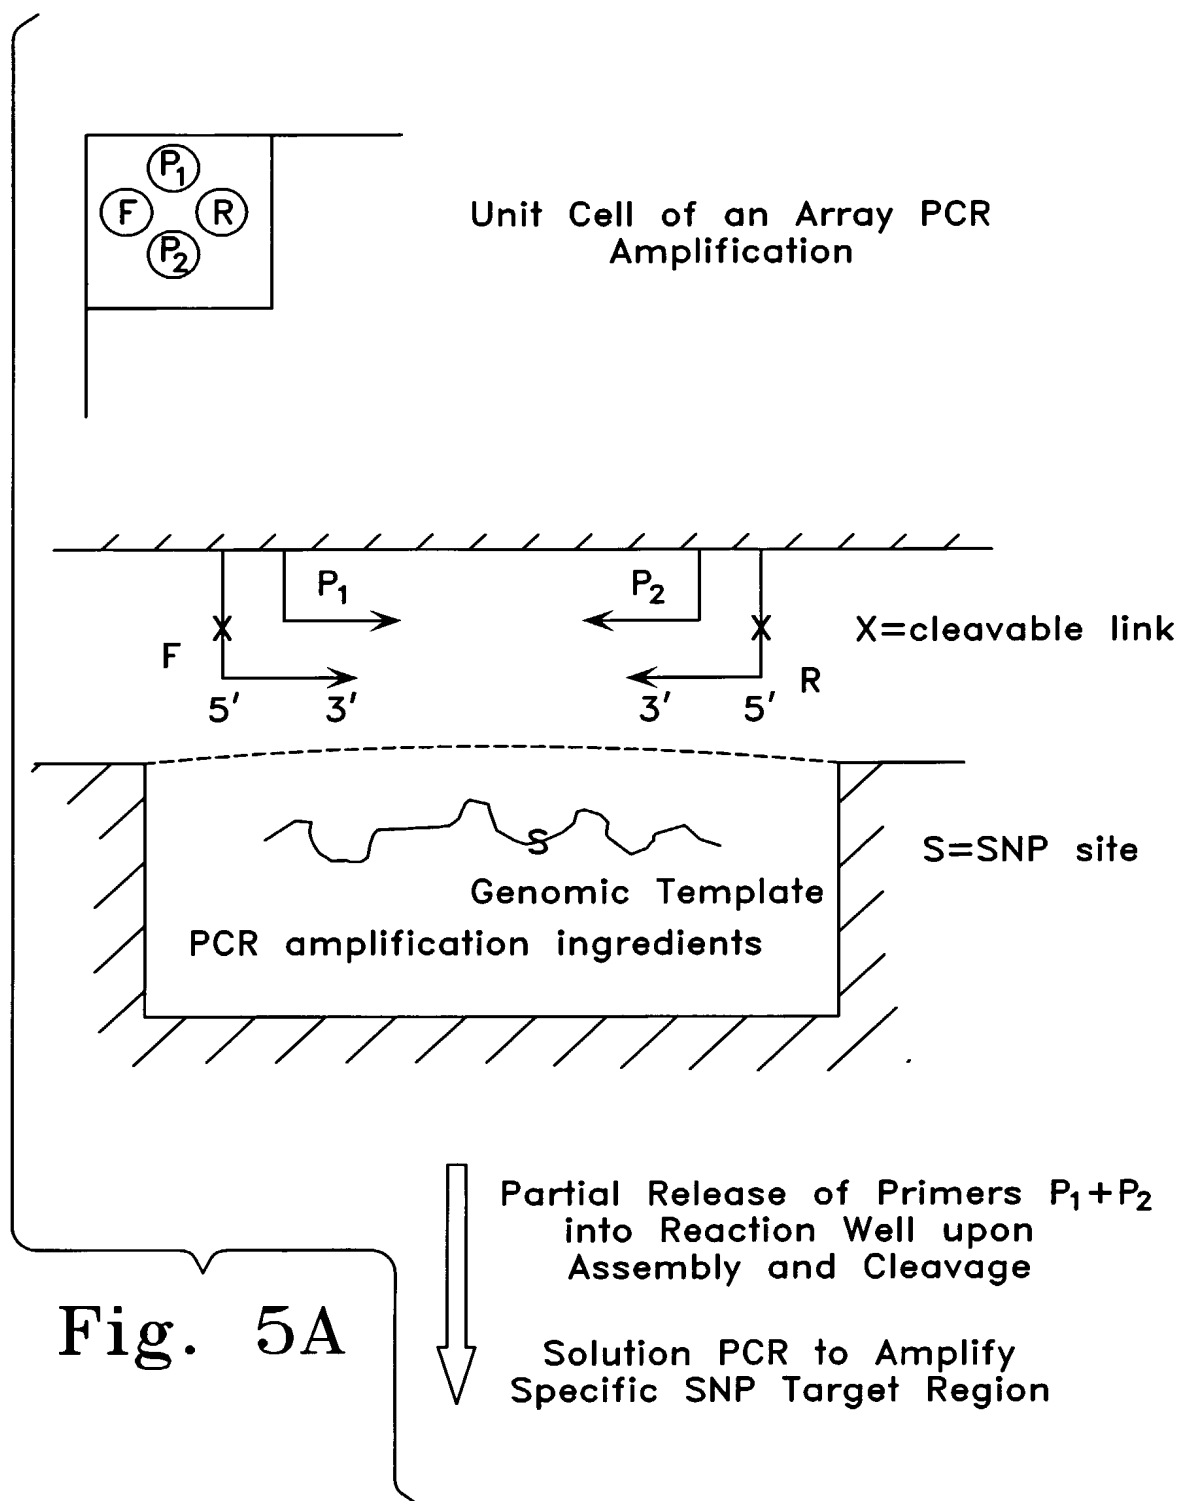 P₁
F R
P₂
Unit Cell of an Array PCR
Amplification
P₁ P₂
X X
X=cleavable link
F R
5' 3' 3' 5'
S
S=SNP site
Genomic Template
PCR amplification ingredients
Partial Release of Primers P₁+P₂
into Reaction Well upon
Assembly and Cleavage
Solution PCR to Amplify
Specific SNP Target Region
Fig. 5A